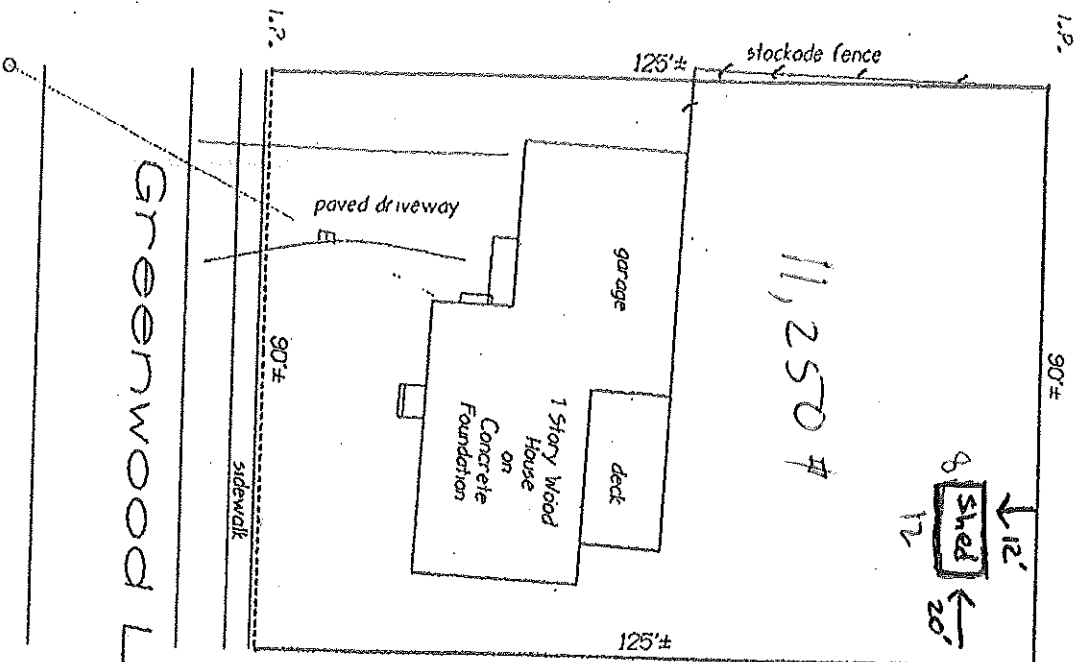 I.P.
I.P.
stockade fence
125'±
90'±
paved driveway
garage
11,250 #
8
Shed
12
12'
20'
deck
1 Story Wood
House
on
Concrete
Foundation
90'±
sidewalk
125'±
Greenwood L